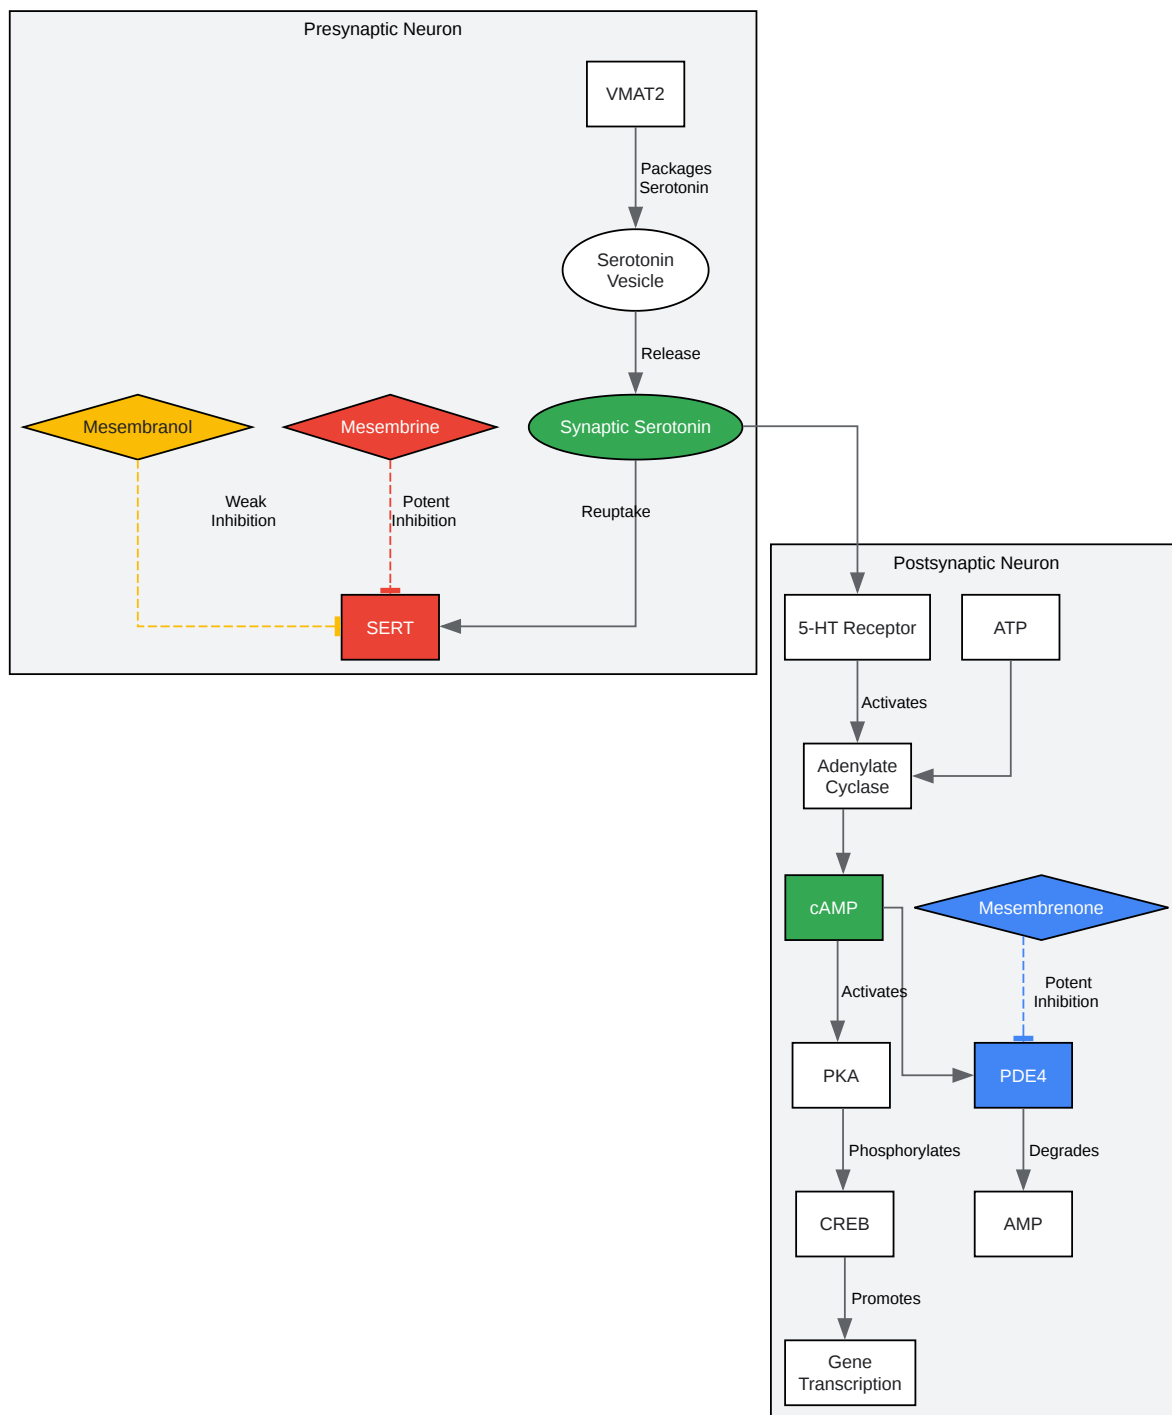 Presynaptic Neuron
VMAT2
Packages
Serotonin
Serotonin
Vesicle
Release
Mesembranol
Mesembrine
Synaptic Serotonin
Weak
Inhibition
Potent
Inhibition
Reuptake
SERT
Postsynaptic Neuron
5-HT Receptor
ATP
Activates
Adenylate
Cyclase
cAMP
Mesembrenone
Activates
Potent
Inhibition
PKA
PDE4
Phosphorylates
Degrades
CREB
AMP
Promotes
Gene
Transcription